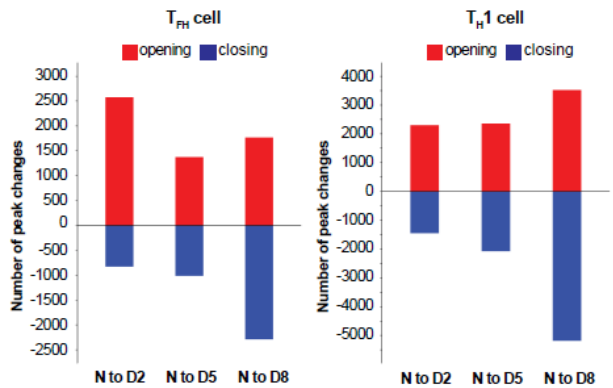 T_FH cell
opening closing
Number of peak changes
3000
2500
2000
1500
1000
500
0
-500
-1000
-1500
-2000
-2500
N to D2 N to D5 N to D8
T_H1 cell
opening closing
Number of peak changes
4000
3000
2000
1000
0
-1000
-2000
-3000
-4000
-5000
N to D2 N to D5 N to D8